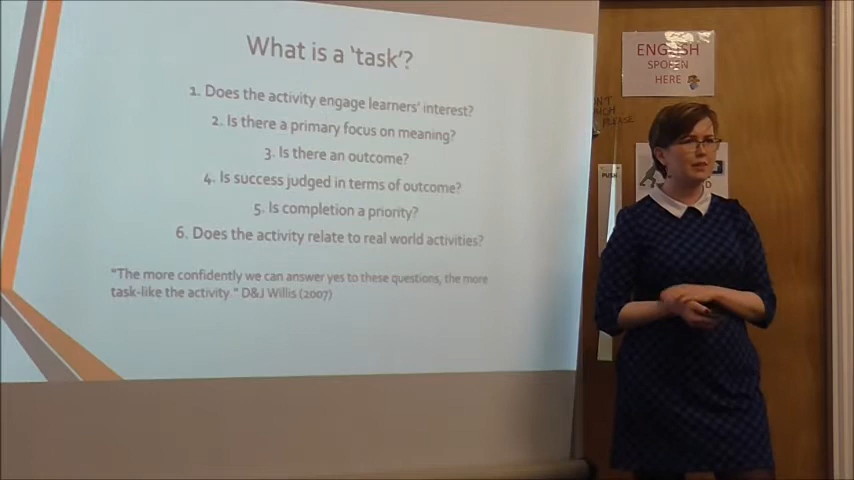 What is a 'task'?
1. Does the activity engage learners' interest?
2. Is there a primary focus on meaning?
3. Is there an outcome?
4. Is success judged in terms of outcome?
5. Is completion a priority?
6. Does the activity relate to real world activities?
"The more confidently we can answer yes to these questions, the more
task-like the activity." D&J Willis (2007)
ENGLISH
SPOKEN
HERE
PLEASE
PUSH